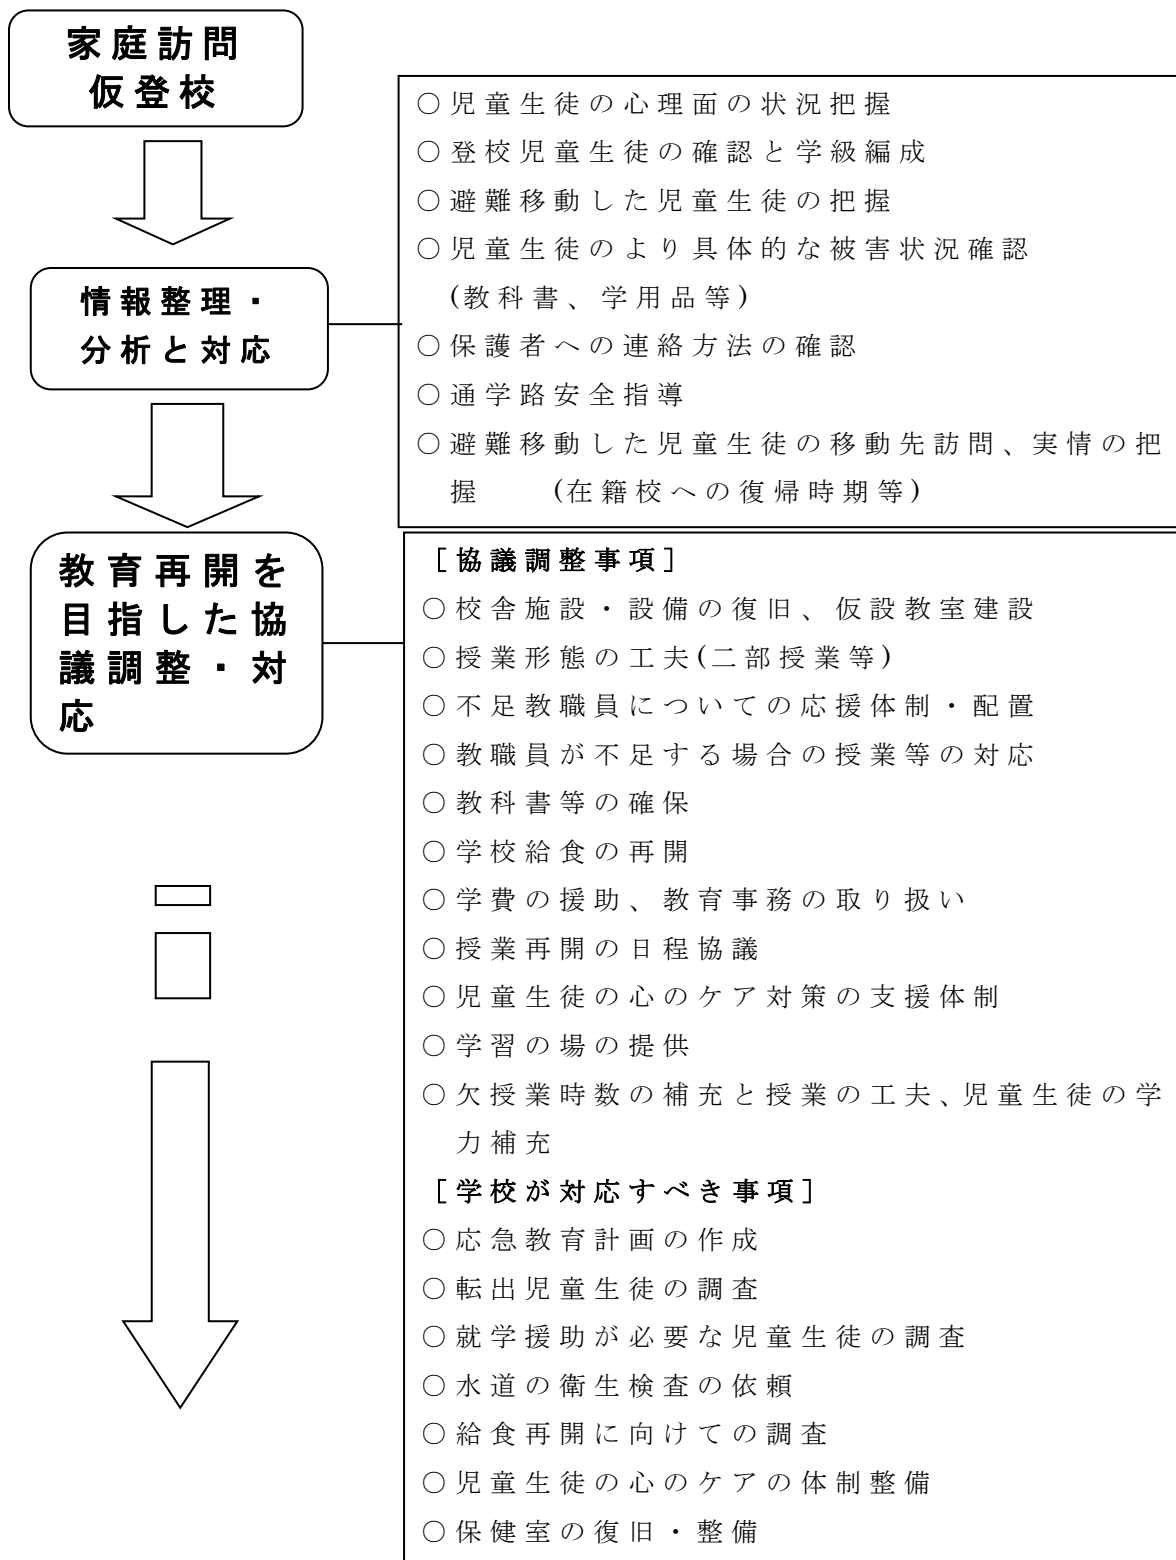 家庭訪問
仮登校
○児童生徒の心理面の状況把握
○登校児童生徒の確認と学級編成
○避難移動した児童生徒の把握
○児童生徒のより具体的な被害状況確認
(教科書、学用品等)
○保護者への連絡方法の確認
○通学路安全指導
○避難移動した児童生徒の移動先訪問、実情の把
握　　(在籍校への復帰時期等)
情報整理・
分析と対応
教育再開を
目指した協
議調整・対
応
［協議調整事項］
○校舎施設・設備の復旧、仮設教室建設
○授業形態の工夫(二部授業等)
○不足教職員についての応援体制・配置
○教職員が不足する場合の授業等の対応
○教科書等の確保
○学校給食の再開
○学費の援助、教育事務の取り扱い
○授業再開の日程協議
○児童生徒の心のケア対策の支援体制
○学習の場の提供
○欠授業時数の補充と授業の工夫、児童生徒の学
力補充
［学校が対応すべき事項］
○応急教育計画の作成
○転出児童生徒の調査
○就学援助が必要な児童生徒の調査
○水道の衛生検査の依頼
○給食再開に向けての調査
○児童生徒の心のケアの体制整備
○保健室の復旧・整備